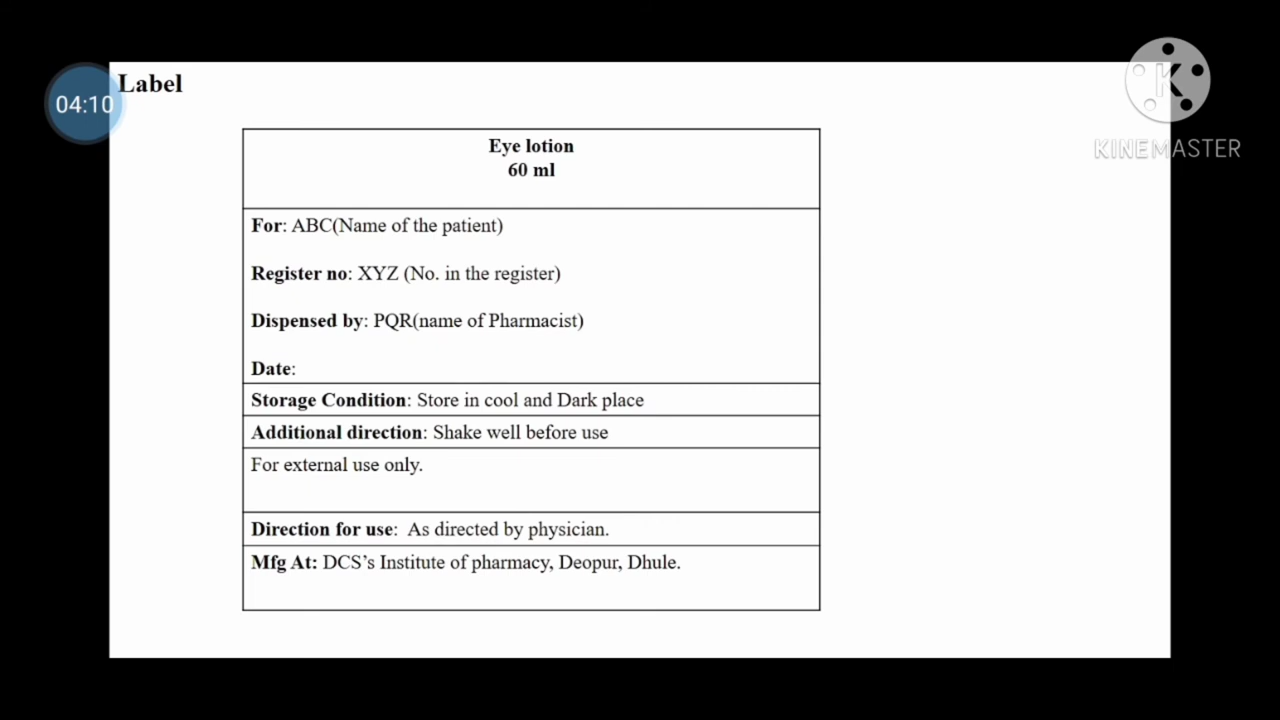 04:10
Label
KINEMASTER
Eye lotion
60 ml
For: ABC(Name of the patient)
Register no: XYZ (No. in the register)
Dispensed by: PQR(name of Pharmacist)
Date:
Storage Condition: Store in cool and Dark place
Additional direction: Shake well before use
For external use only.
Direction for use: As directed by physician.
Mfg At: DCS’s Institute of pharmacy, Deopur, Dhule.